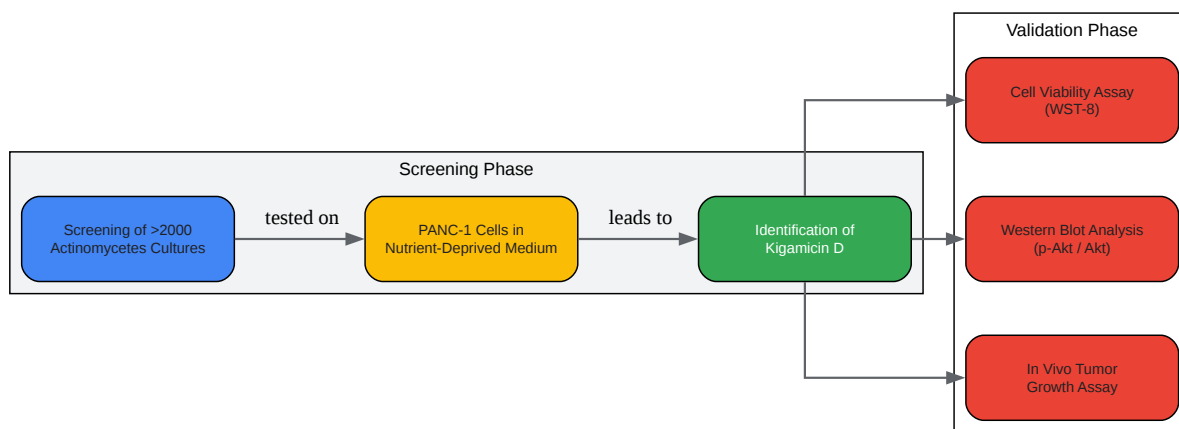 Validation Phase
Cell Viability Assay
(WST-8)
Screening Phase
Screening of >2000
Actinomycetes Cultures
tested on
PANC-1 Cells in
Nutrient-Deprived Medium
leads to
Identification of
Kigamicin D
Western Blot Analysis
(p-Akt / Akt)
In Vivo Tumor
Growth Assay